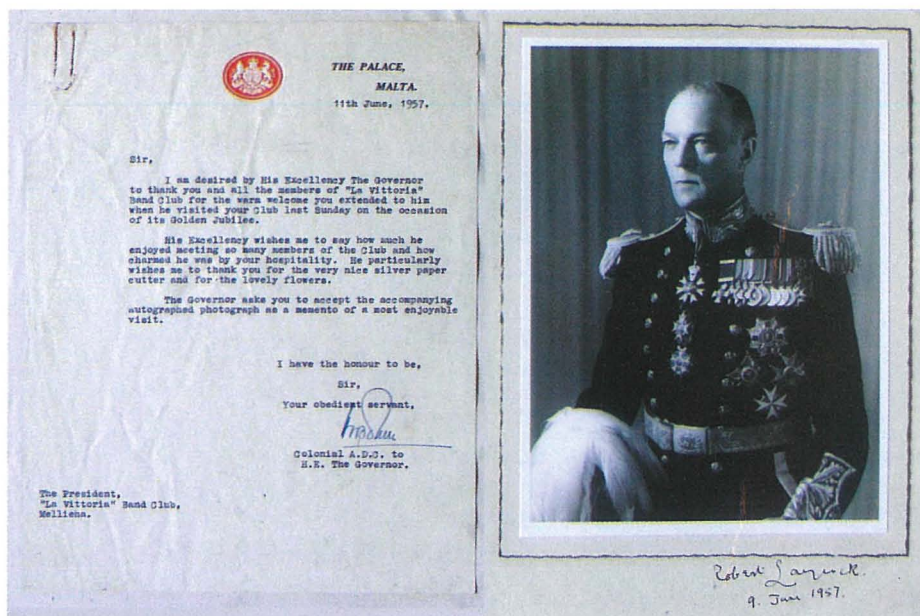 THE PALACE,
MALTA.
11th June, 1957.
Sir,
I am desired by His Excellency The Governor
to thank you and all the members of "La Vittoria"
Band Club for the warm welcome you extended to him
when he visited your Club last Sunday on the occasion
of its Golden Jubilee.
His Excellency wishes me to say how much he
enjoyed meeting so many members of the Club and how
charmed he was by your hospitality. He particularly
wishes me to thank you for the very nice silver paper
cutter and for the lovely flowers.
The Governor asks you to accept the accompanying
autographed photograph as a memento of a most enjoyable
visit.
I have the honour to be,
Sir,
Your obedient servant,
Colonial A.D.C. to
H.E. The Governor.
The President,
"La Vittoria" Band Club,
Melliena.
Robert Laycock.
9. June 1957.